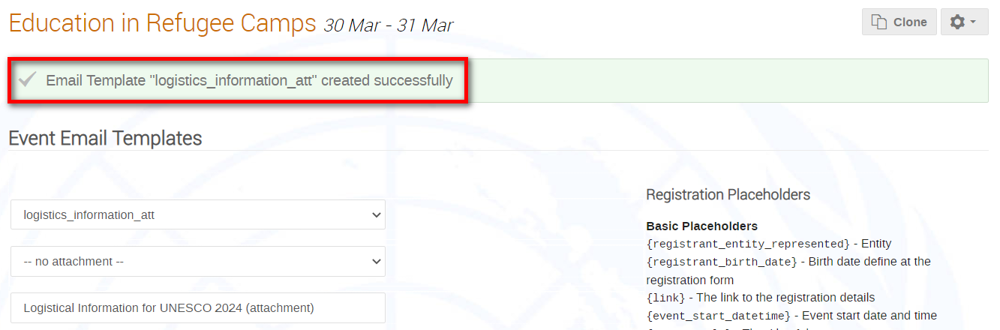 Education in Refugee Camps 30 Mar - 31 Mar
Clone
Email Template "logistics_information_att" created successfully
Event Email Templates
logistics_information_att
-- no attachment --
Logistical Information for UNESCO 2024 (attachment)
Registration Placeholders
Basic Placeholders
{registrant_entity_represented} - Entity
{registrant_birth_date} - Birth date define at the
registration form
{link} - The link to the registration details
{event_start_datetime} - Event start date and time